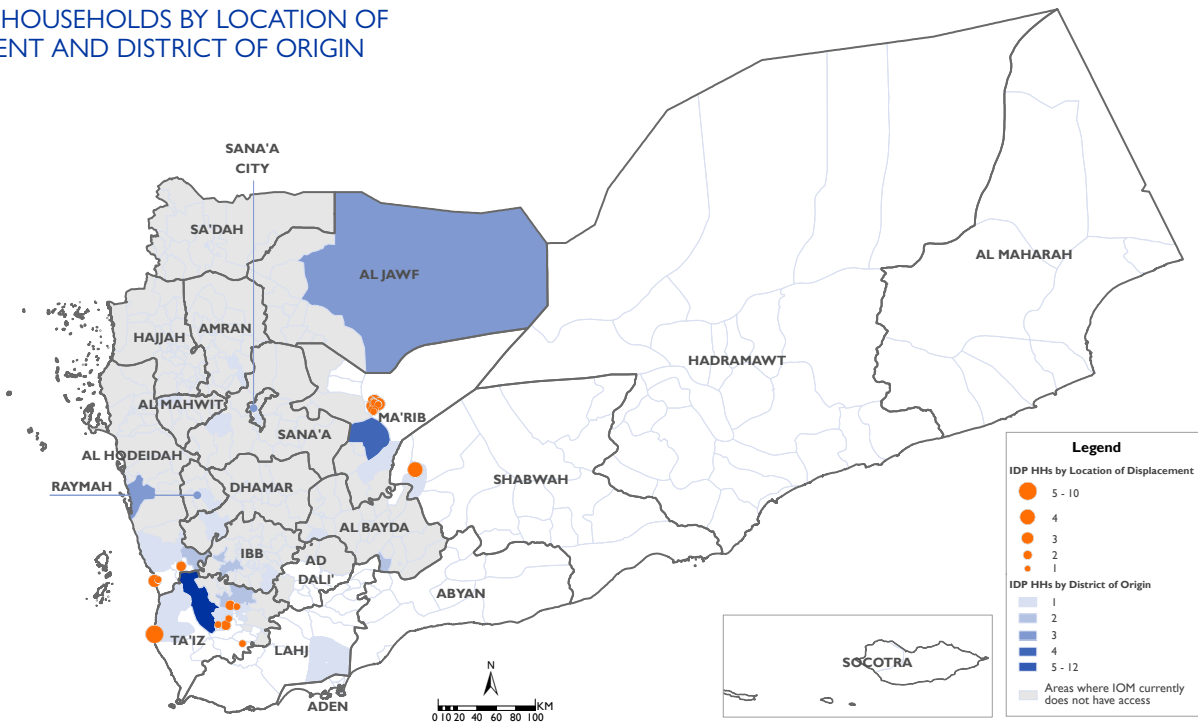 HOUSEHOLDS BY LOCATION OF
ENT AND DISTRICT OF ORIGIN
SANA'A
CITY
SA'DAH
AL JAWF
AL MAHARAH
HAJJAH
AMRAN
HADRAMAWT
AL MAHWIT
MA'RIB
SANA'A
AL HODEIDAH
SHABWAH
RAYMAH
DHAMAR
AL BAYDA
IBB
AD
DALI'
ABYAN
TA'IZ
LAHJ
ADEN
SOCOTRA
N
0 10 20 40 60 80 100 KM
Legend
IDP HHs by Location of Displacement
5 - 10
4
3
2
1
IDP HHs by District of Origin
1
2
3
4
5 - 12
Areas where IOM currently
does not have access